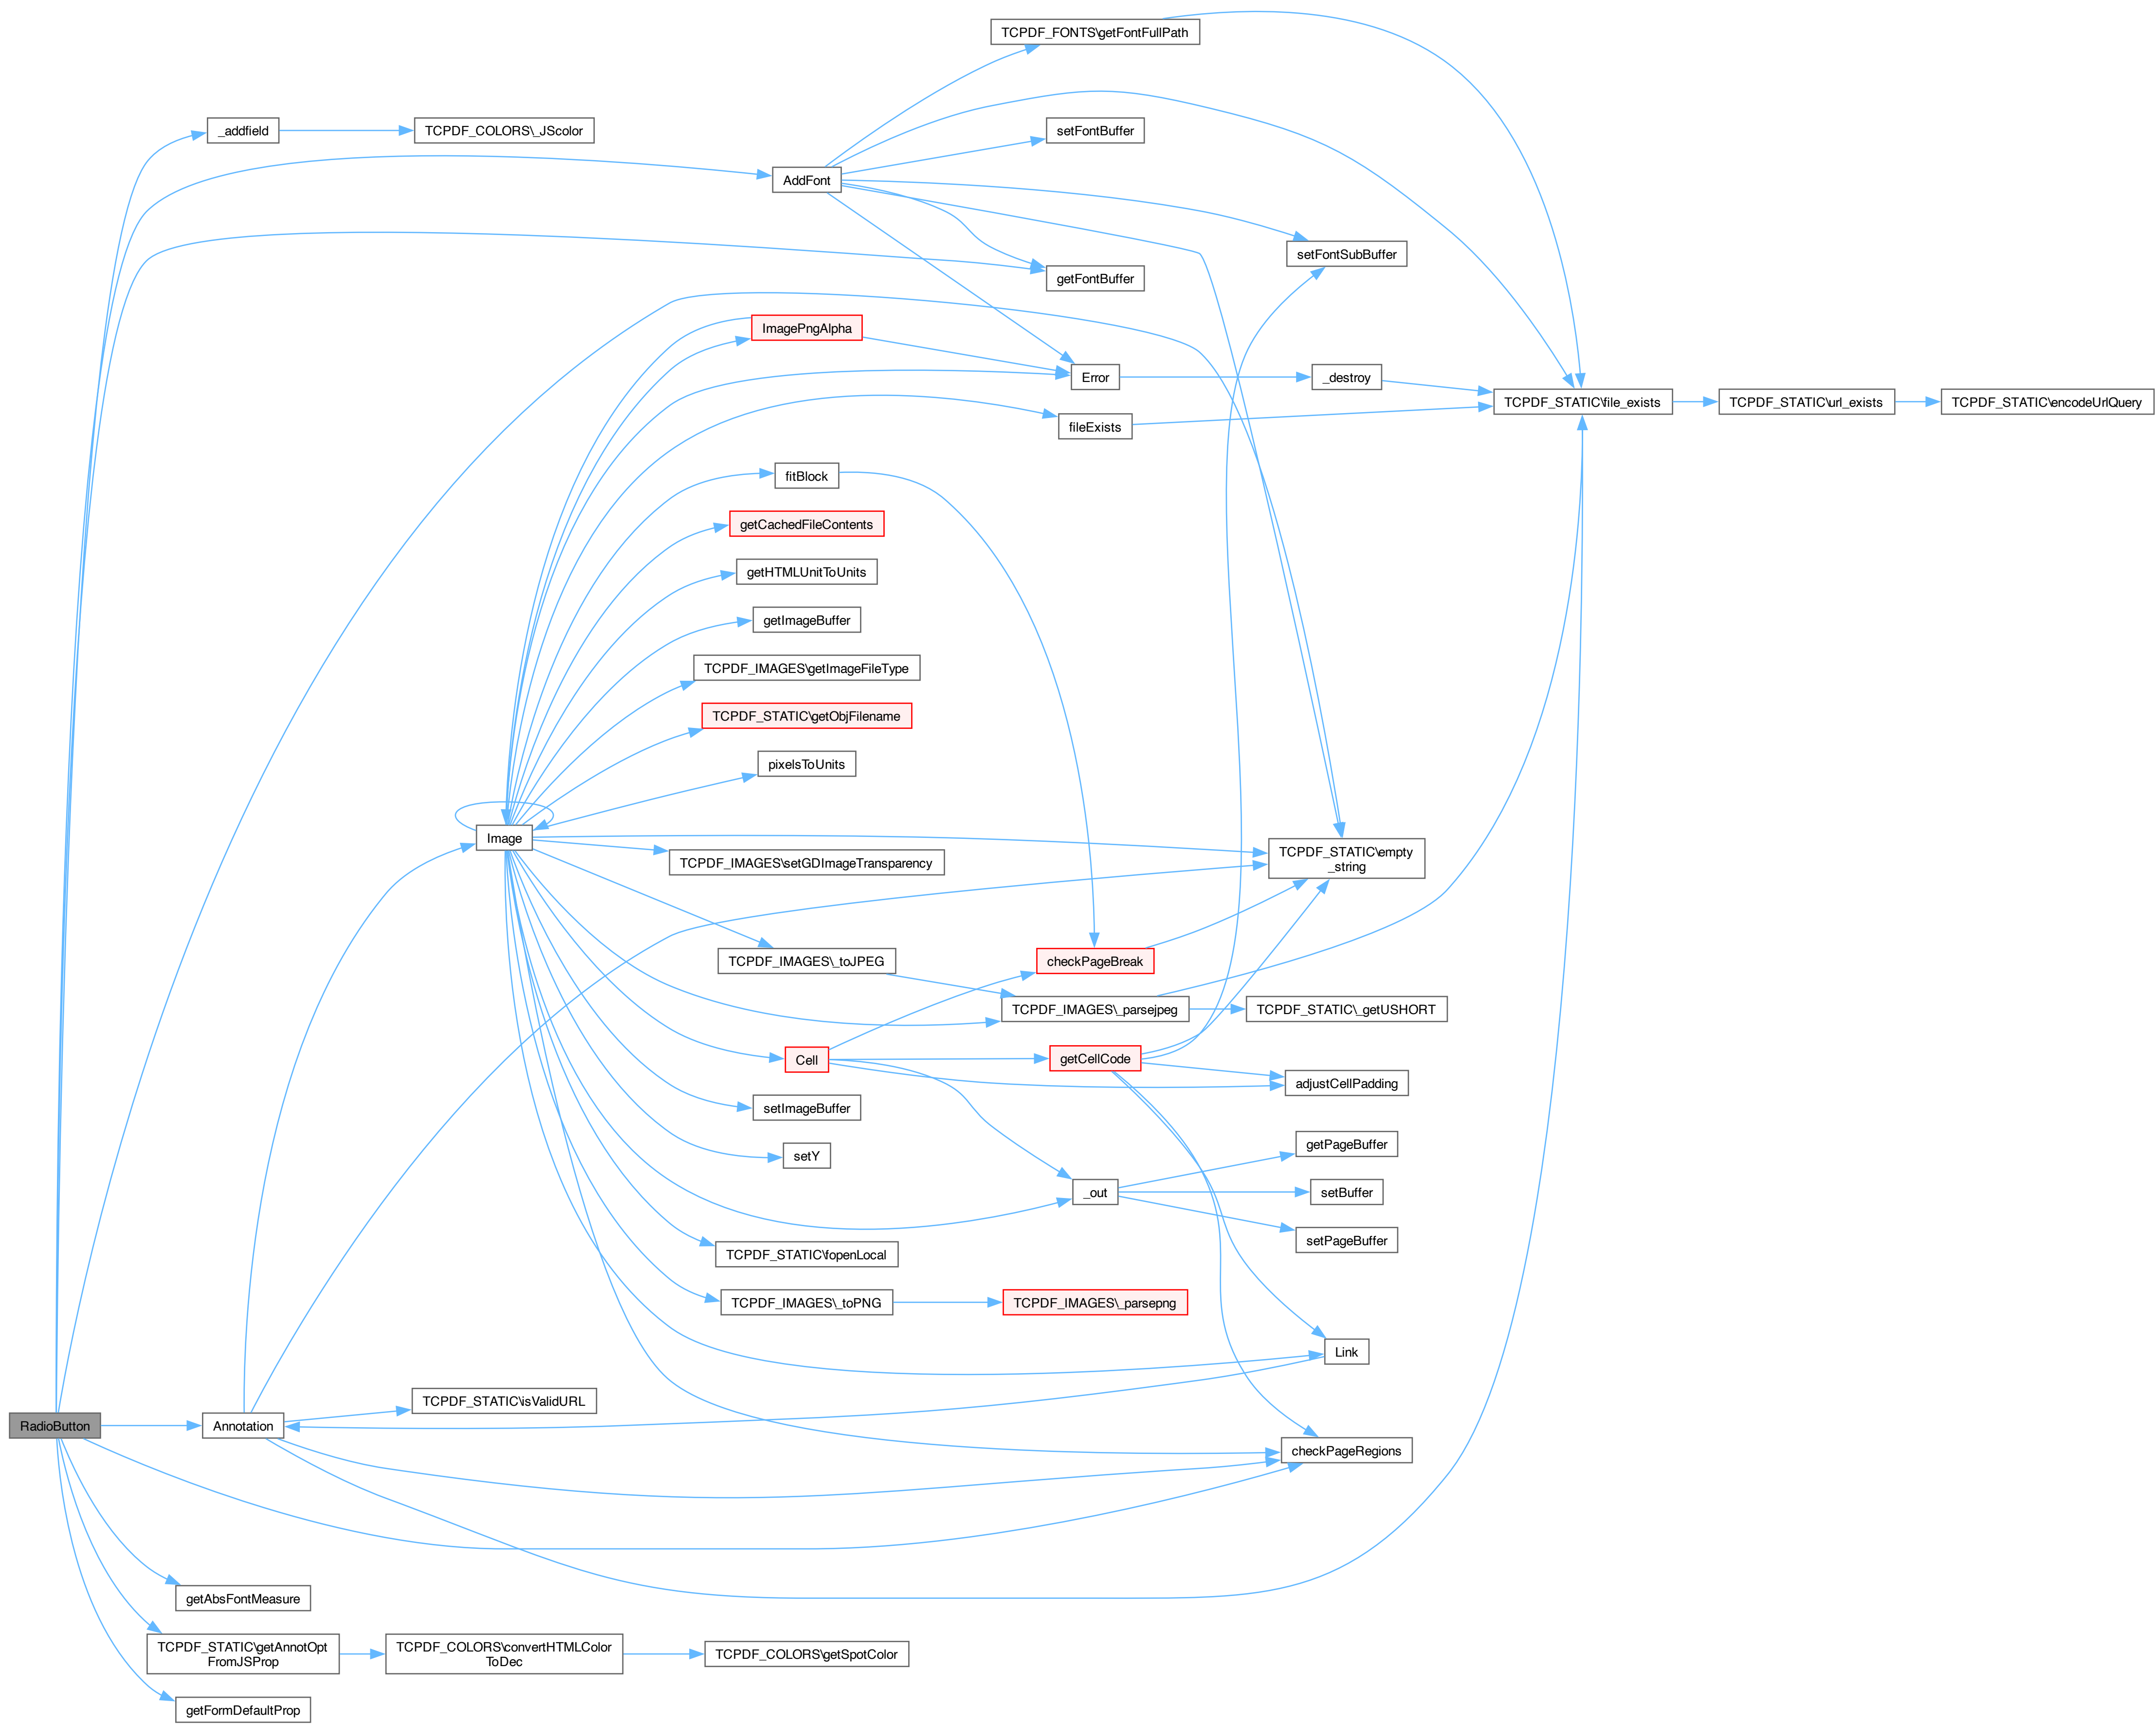 TCPDF_FONTS\getFontFullPath
_addfield
TCPDF_COLORS\_JScolor
setFontBuffer
AddFont
setFontSubBuffer
getFontBuffer
ImagePngAlpha
Error
_destroy
TCPDF_STATIC\file_exists
TCPDF_STATIC\url_exists
TCPDF_STATIC\encodeUrlQuery
fileExists
fitBlock
getCachedFileContents
getHTMLUnitToUnits
getImageBuffer
TCPDF_IMAGES\getImageFileType
TCPDF_STATIC\getObjFilename
pixelsToUnits
Image
TCPDF_IMAGES\setGDImageTransparency
TCPDF_STATIC\empty
_string
TCPDF_IMAGES\_toJPEG
checkPageBreak
TCPDF_IMAGES\_parsejpeg
TCPDF_STATIC\_getUSHORT
Cell
getCellCode
adjustCellPadding
setImageBuffer
getPageBuffer
setY
_out
setBuffer
setPageBuffer
TCPDF_STATIC\fopenLocal
TCPDF_IMAGES\_toPNG
TCPDF_IMAGES\_parsepng
Link
TCPDF_STATIC\isValidURL
RadioButton
Annotation
checkPageRegions
getAbsFontMeasure
TCPDF_STATIC\getAnnotOpt
FromJSProp
TCPDF_COLORS\convertHTMLColor
ToDec
TCPDF_COLORS\getSpotColor
getFormDefaultProp